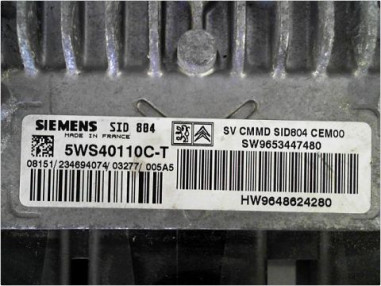 SIEMENS SID 804
MADE IN FRANCE
5WS40110C-T
08151/234694074/03277/005A5
SV CMMD SID804 CEM00
SW9653447480
HW9648624280